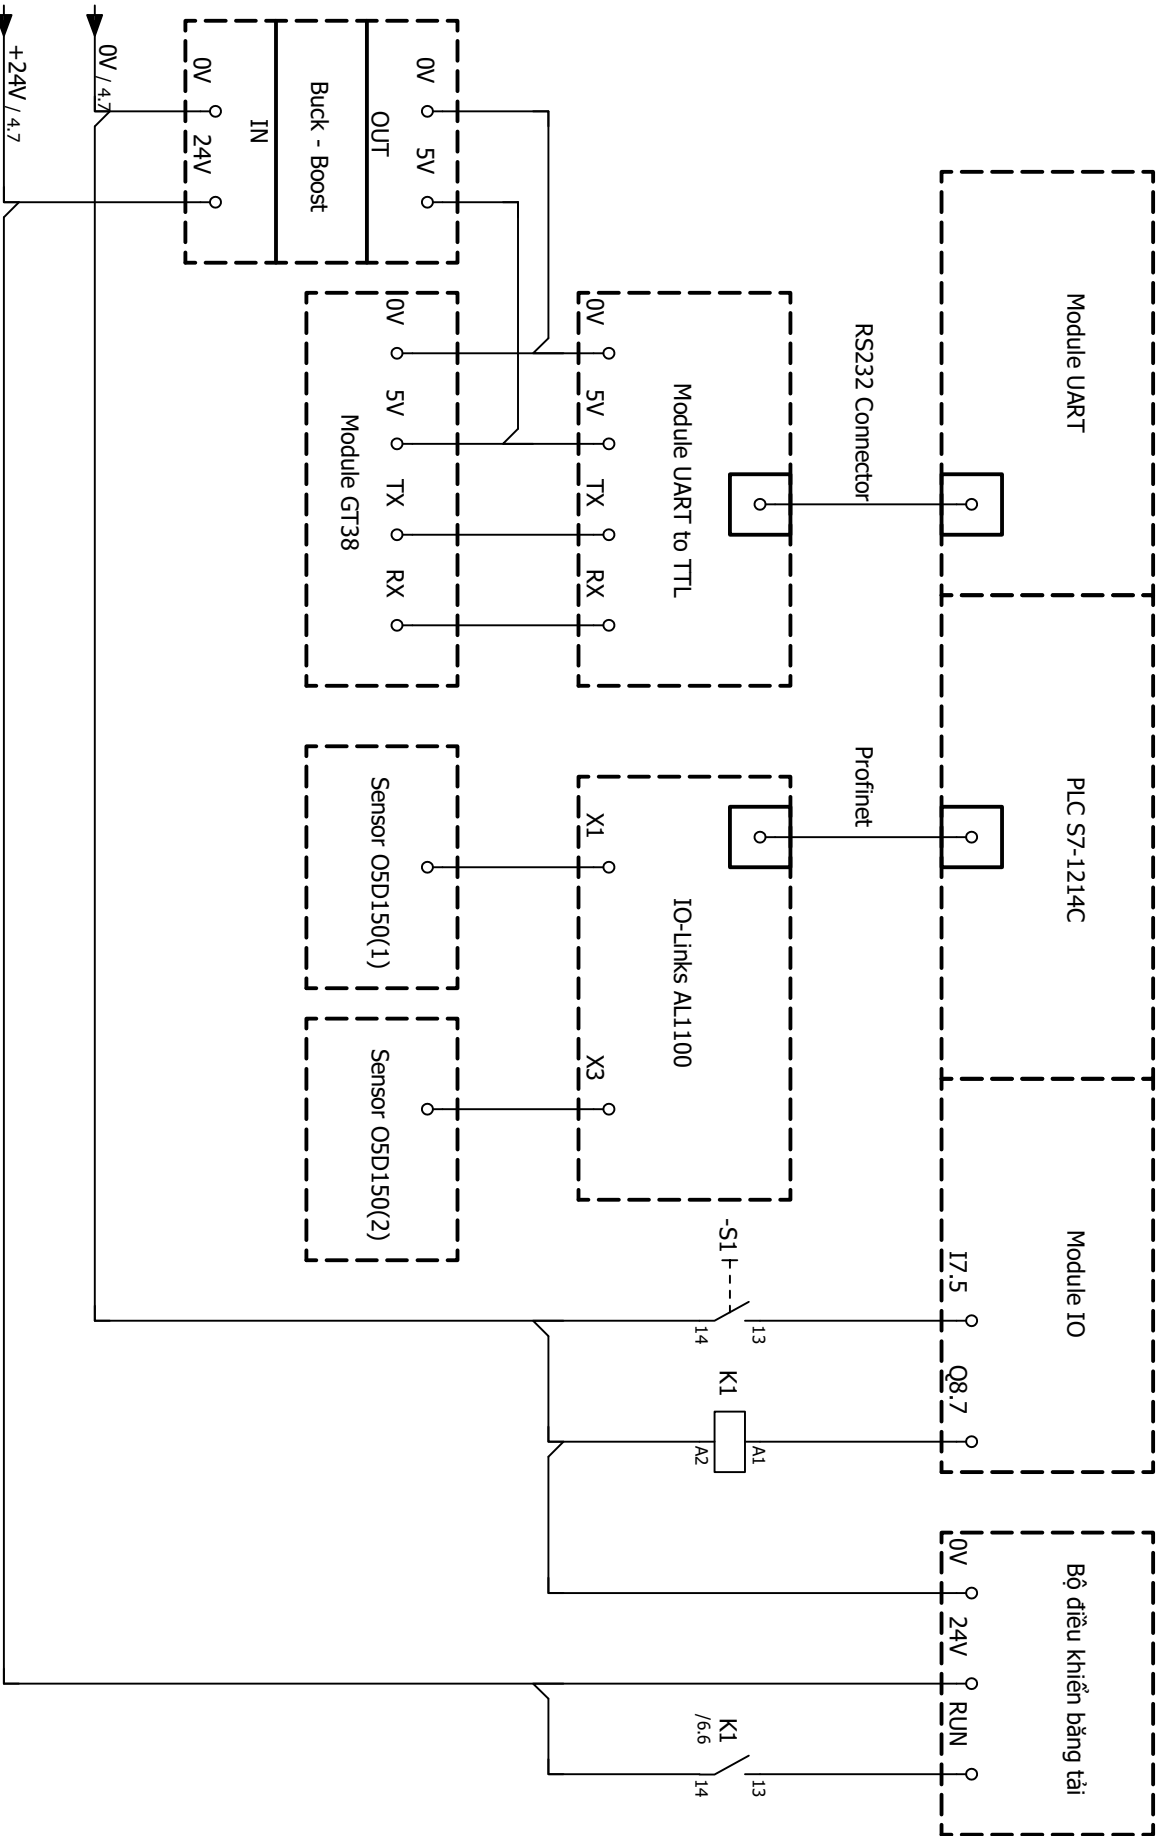 Module UART
PLC S7-1214C
Module IO
Bộ điều khiển băng tải
I7.5
Q8.7
0V
24V
RUN
RS232 Connector
Profinet
Module UART to TTL
0V
5V
TX
RX
IO-Links AL1100
X1
X3
-S1
13
14
K1
A1
A2
K1
/6.6
13
14
0V
5V
OUT
Buck - Boost
IN
0V
24V
0V
5V
TX
RX
Module GT38
Sensor O5D150(1)
Sensor O5D150(2)
0V / 4.7
+24V / 4.7